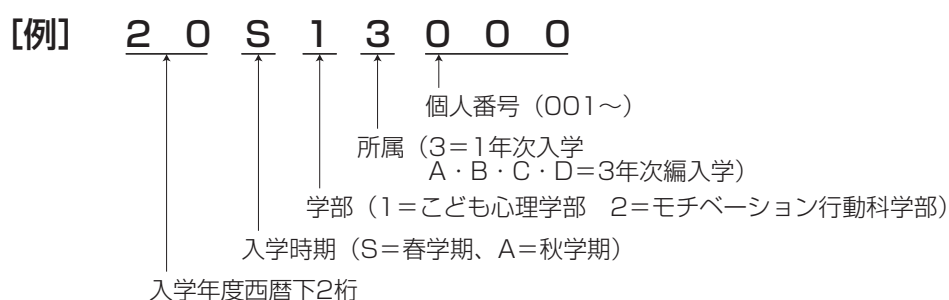 ［例］ 2 0 S 1 3 0 0 0
個人番号（001〜）
所属（3＝1年次入学
A・B・C・D＝3年次編入学）
学部（1＝こども心理学部　2＝モチベーション行動科学部）
入学時期（S＝春学期、A＝秋学期）
入学年度西暦下2桁